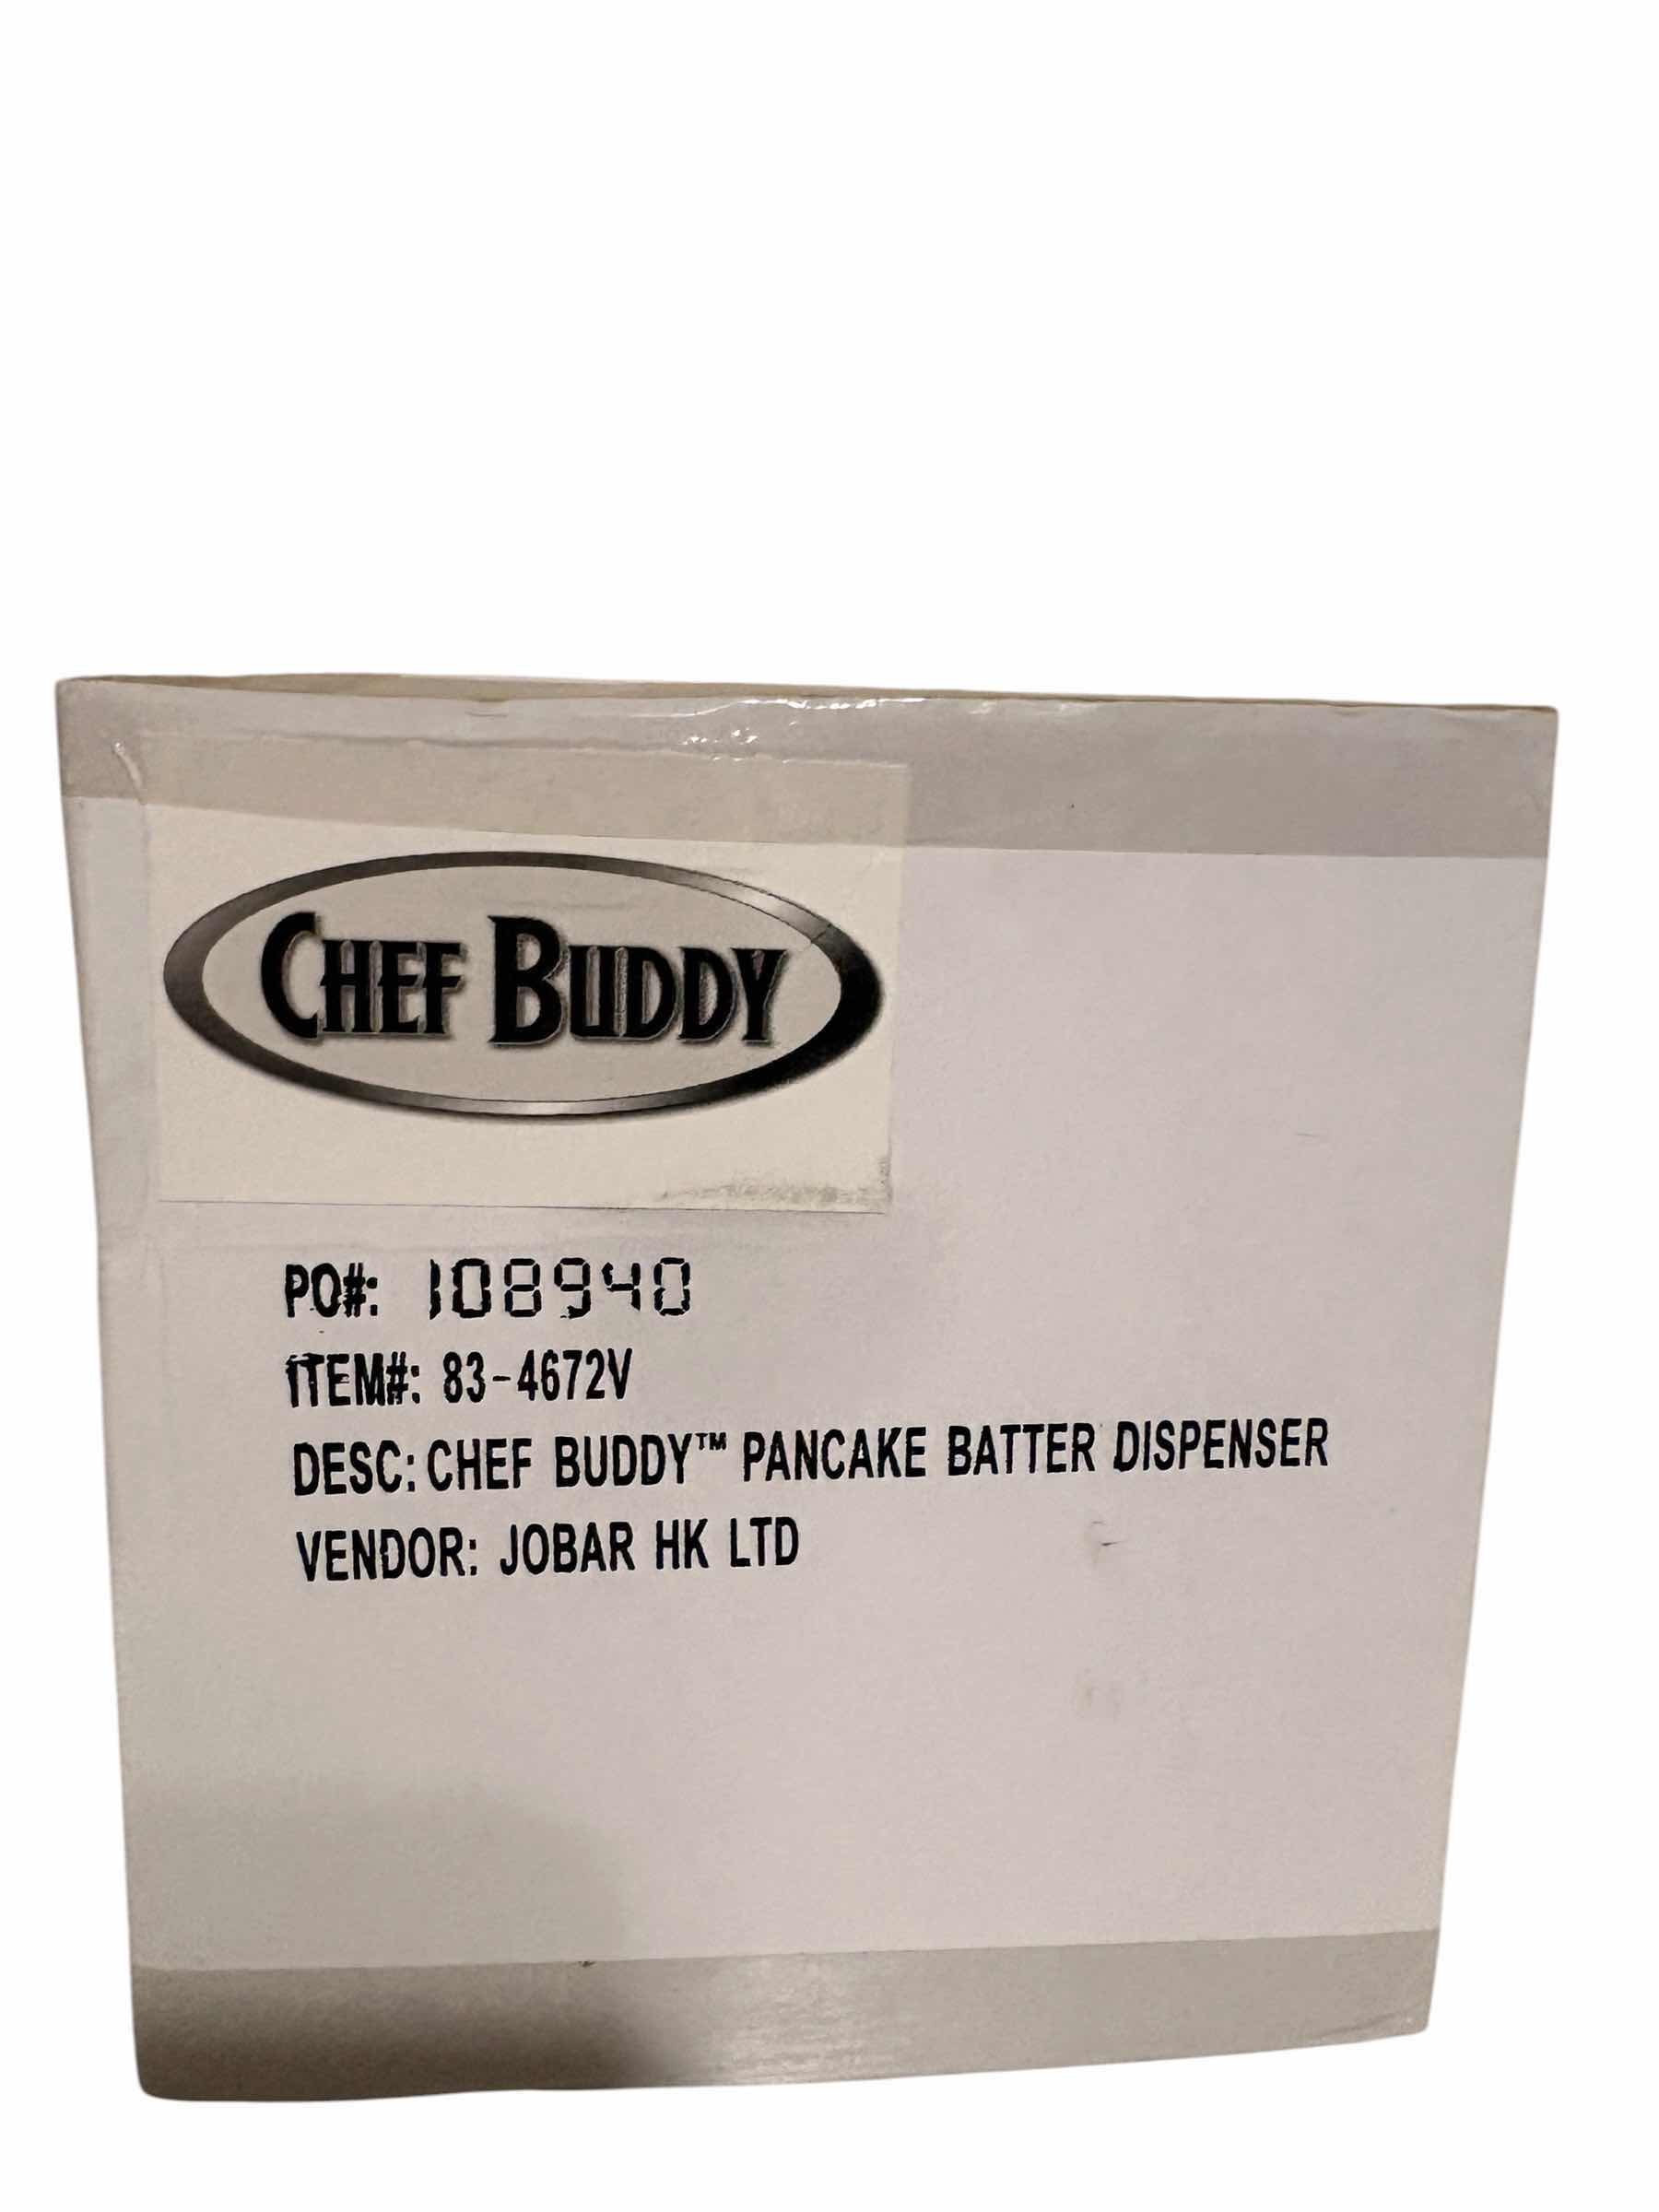 CHEF BUDDY
PO#: 108940
ITEM#: 83-4672V
DESC: CHEF BUDDY™ PANCAKE BATTER DISPENSER
VENDOR: JOBAR HK LTD